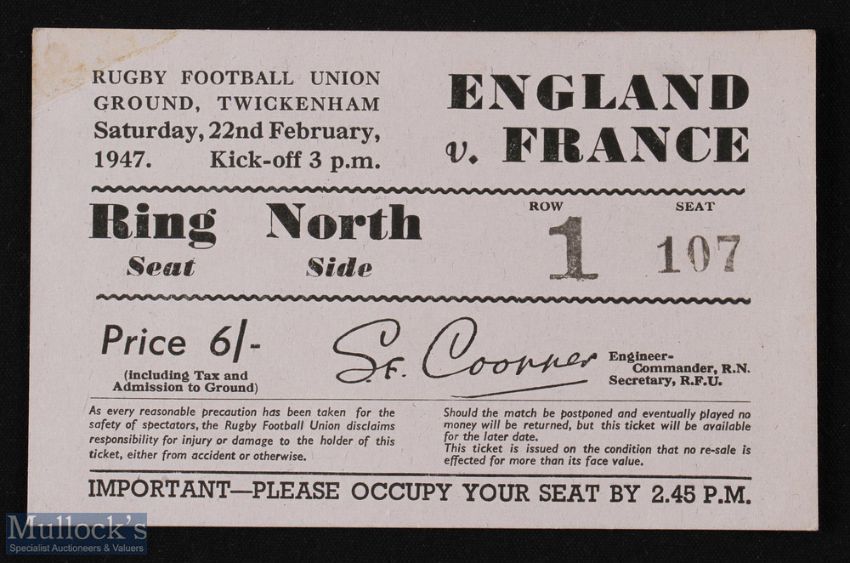 RUGBY FOOTBALL UNION
GROUND, TWICKENHAM
Saturday, 22nd February,
1947. Kick-off 3 p.m.
ENGLAND
v. FRANCE
Ring North
Seat Side
ROW SEAT
1 107
Price 6/-
(including Tax and
Admission to Ground)
S.F. Coopper
Engineer-
Commander, R.N.
Secretary, R.F.U.
As every reasonable precaution has been taken for the
safety of spectators, the Rugby Football Union disclaims
responsibility for injury or damage to the holder of this
ticket, either from accident or otherwise.
Should the match be postponed and eventually played no
money will be returned, but this ticket will be available
for the later date.
This ticket is issued on the condition that no re-sale is
effected for more than its face value.
IMPORTANT—PLEASE OCCUPY YOUR SEAT BY 2.45 P.M.
Mullock's
Specialist Auctioneers & Valuers